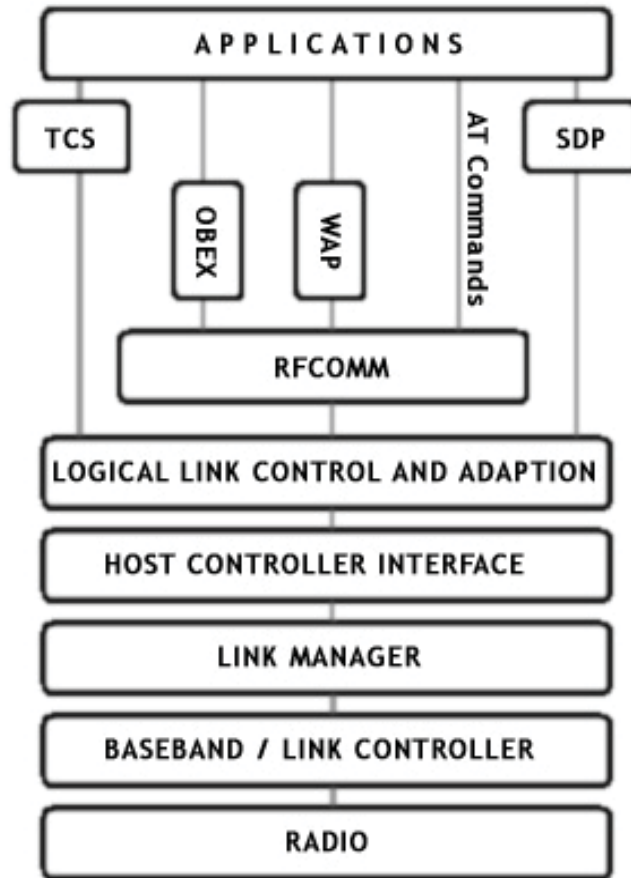 APPLICATIONS
TCS
SDP
AT Commands
OBEX
WAP
RFCOMM
LOGICAL LINK CONTROL AND ADAPTION
HOST CONTROLLER INTERFACE
LINK MANAGER
BASEBAND / LINK CONTROLLER
RADIO